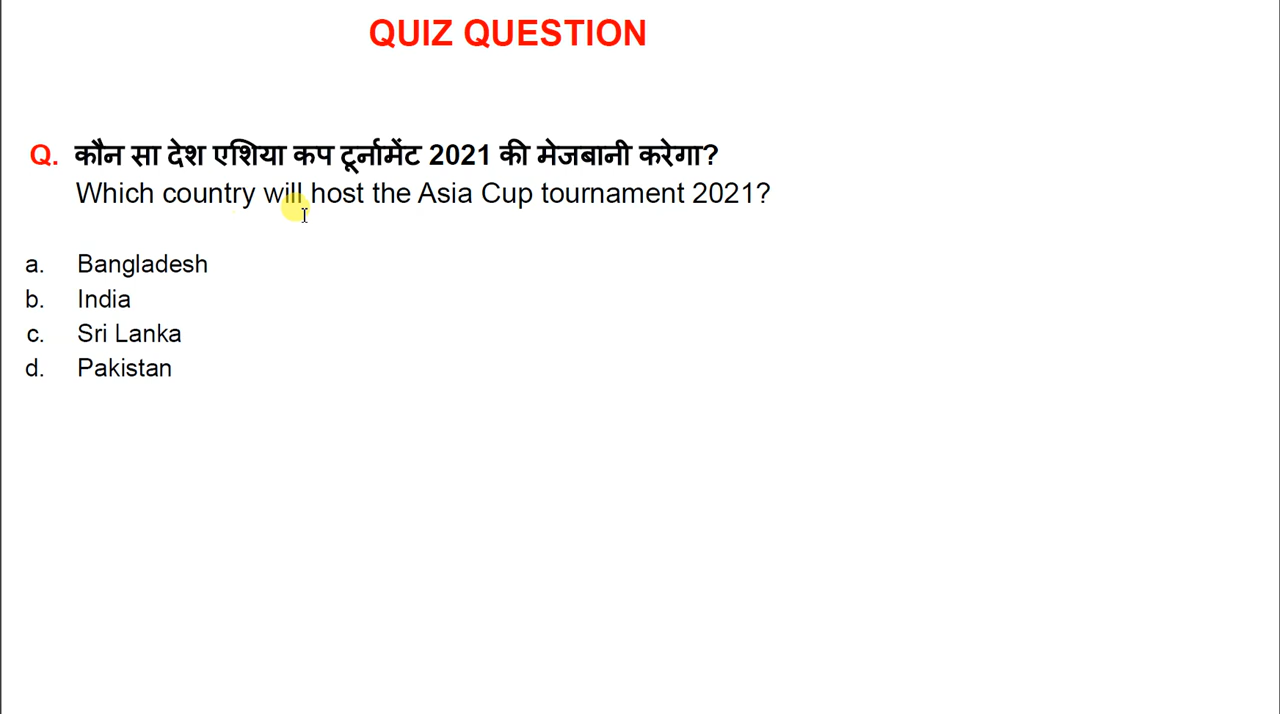 QUIZ QUESTION
Q. कौन सा देश एशिया कप टूर्नामेंट 2021 की मेजबानी करेगा?
Which country will host the Asia Cup tournament 2021?
a. Bangladesh
b. India
c. Sri Lanka
d. Pakistan